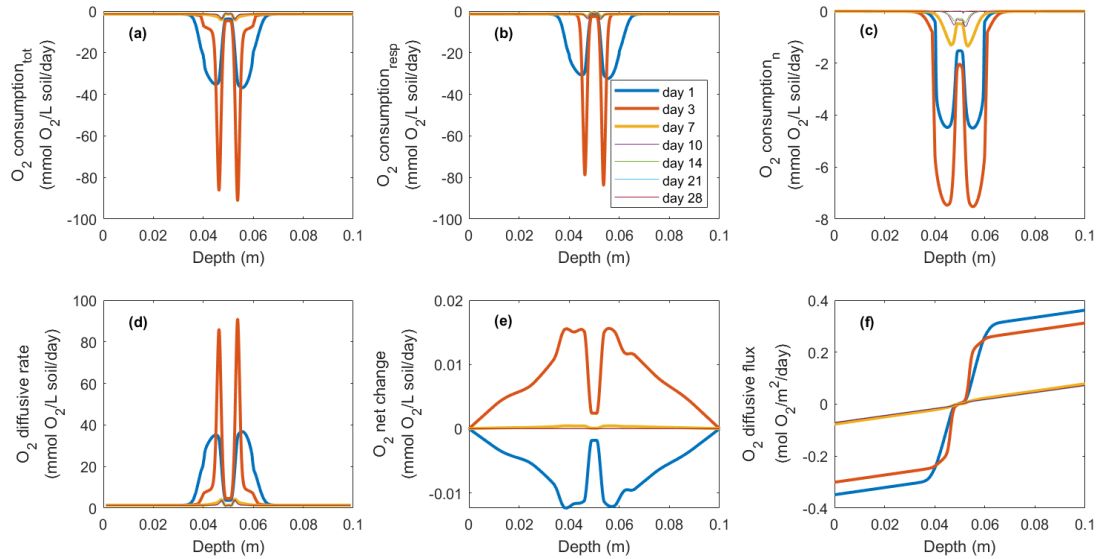 (a)
O2 consumption_tot
(mmol O2/L soil/day)
0
-20
-40
-60
-80
-100
0 0.02 0.04 0.06 0.08 0.1
Depth (m)
(b)
O2 consumption_resp
(mmol O2/L soil/day)
0
-20
-40
-60
-80
-100
day 1
day 3
day 7
day 10
day 14
day 21
day 28
0 0.02 0.04 0.06 0.08 0.1
Depth (m)
(c)
O2 consumption_n
(mmol O2/L soil/day)
0
-2
-4
-6
-8
0 0.02 0.04 0.06 0.08 0.1
Depth (m)
(d)
O2 diffusive rate
(mmol O2/L soil/day)
100
80
60
40
20
0
0 0.02 0.04 0.06 0.08 0.1
Depth (m)
(e)
O2 net change
(mmol O2/L soil/day)
0.02
0.01
0
-0.01
0 0.02 0.04 0.06 0.08 0.1
Depth (m)
(f)
O2 diffusive flux
(mol O2/m²/day)
0.4
0.2
0
-0.2
-0.4
0 0.02 0.04 0.06 0.08 0.1
Depth (m)